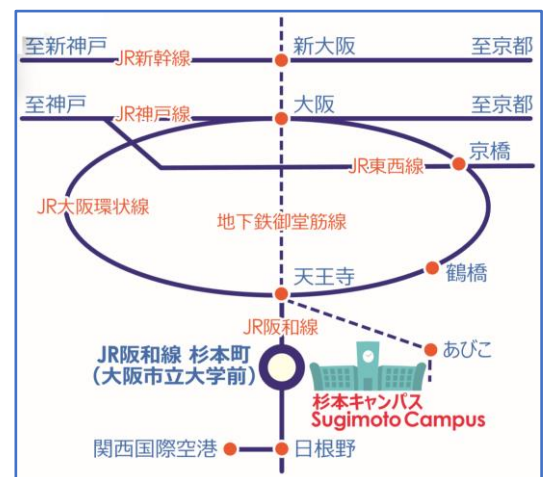 至新神戸
JR新幹線
新大阪
至京都
至神戸
JR神戸線
大阪
至京都
京橋
JR東西線
JR大阪環状線
地下鉄御堂筋線
天王寺
鶴橋
JR阪和線
あびこ
JR阪和線 杉本町
(大阪市立大学前)
杉本キャンパス
Sugimoto Campus
関西国際空港
日根野